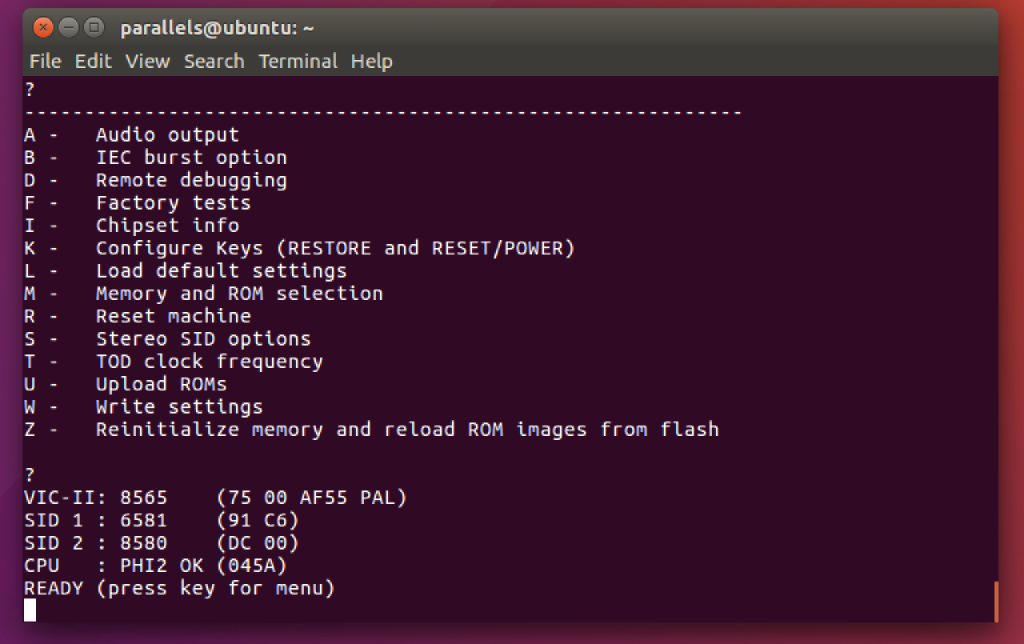 parallels@ubuntu: ~
File Edit View Search Terminal Help
?
------------------------------------------------------------
A -   Audio output
B -   IEC burst option
D -   Remote debugging
F -   Factory tests
I -   Chipset info
K -   Configure Keys (RESTORE and RESET/POWER)
L -   Load default settings
M -   Memory and ROM selection
R -   Reset machine
S -   Stereo SID options
T -   TOD clock frequency
U -   Upload ROMs
W -   Write settings
Z -   Reinitialize memory and reload ROM images from flash
?
VIC-II: 8565    (75 00 AF55 PAL)
SID 1 : 6581    (91 C6)
SID 2 : 8580    (DC 00)
CPU   : PHI2 OK (045A)
READY (press key for menu)